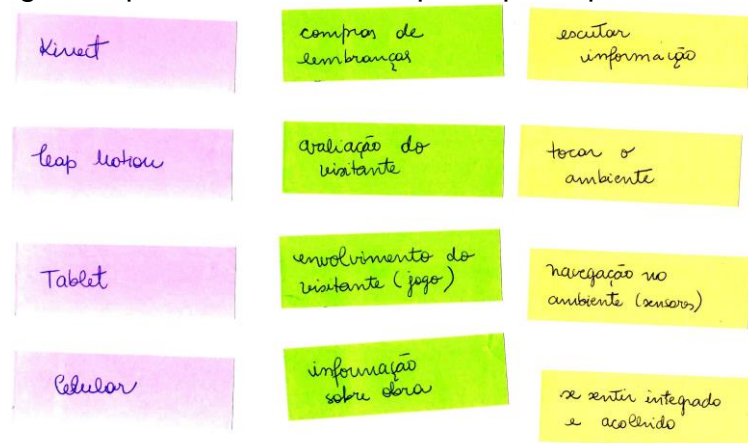 Kinect
compras de
lembranças
escutar
informação
leap Motion
avaliação do
visitante
tocar o
ambiente
Tablet
envolvimento do
visitante (jogo)
navegação no
ambiente (sensores)
Celular
informação
sobre obra
se sentir integrado
e acolhido